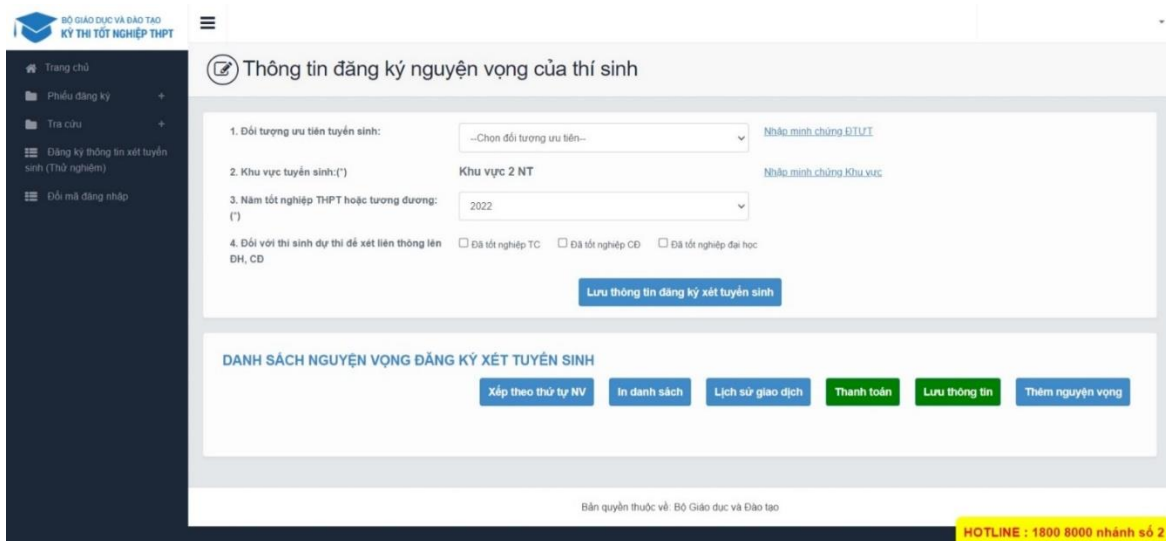 BỘ GIÁO DỤC VÀ ĐÀO TẠO
KỲ THI TỐT NGHIỆP THPT
Trang chủ
Phiếu đăng ký +
Tra cứu +
Đăng ký thông tin xét tuyển
sinh (Thử nghiệm)
Đổi mã đăng nhập
Thông tin đăng ký nguyện vọng của thí sinh
1. Đối tượng ưu tiên tuyển sinh: --Chọn đối tượng ưu tiên-- Nhập minh chứng ĐTƯT
2. Khu vực tuyển sinh:(*) Khu vực 2 NT Nhập minh chứng Khu vực
3. Năm tốt nghiệp THPT hoặc tương đương: 2022
(*)
4. Đối với thí sinh dự thi để xét liên thông lên Đã tốt nghiệp TC Đã tốt nghiệp CĐ Đã tốt nghiệp đại học
ĐH, CĐ
Lưu thông tin đăng ký xét tuyển sinh
DANH SÁCH NGUYỆN VỌNG ĐĂNG KÝ XÉT TUYỂN SINH
Xếp theo thứ tự NV In danh sách Lịch sử giao dịch Thanh toán Lưu thông tin Thêm nguyện vọng
Bản quyền thuộc về: Bộ Giáo dục và Đào tạo
HOTLINE : 1800 8000 nhánh số 2